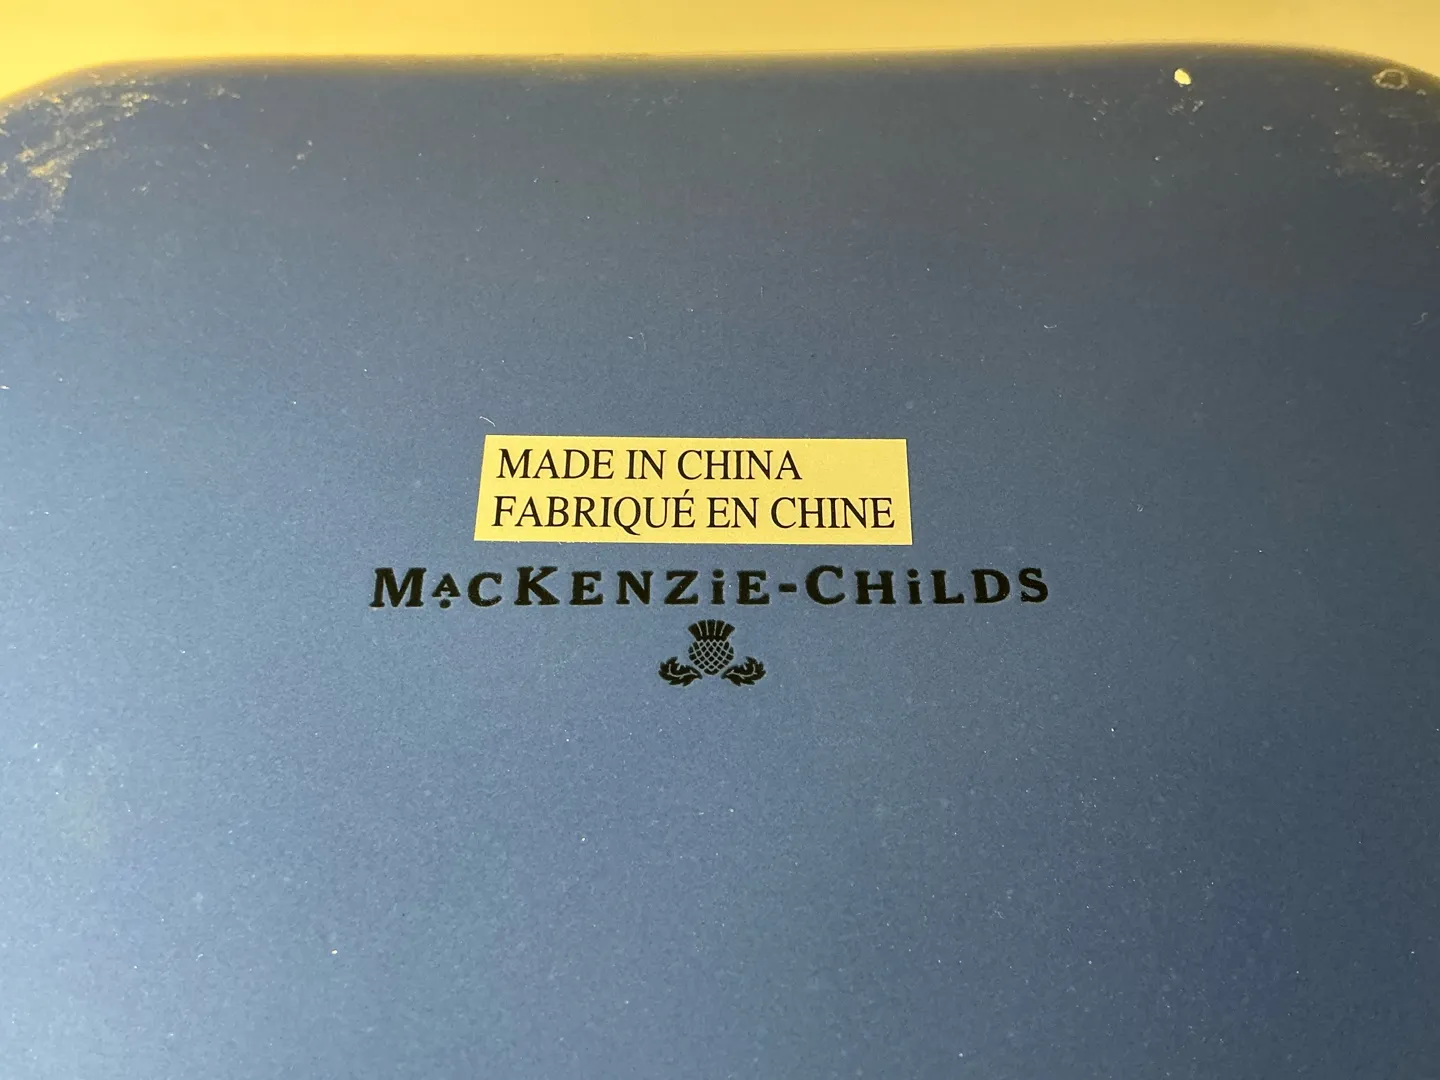 MADE IN CHINA
FABRIQUÉ EN CHINE
MACKENZiE-CHiLDS